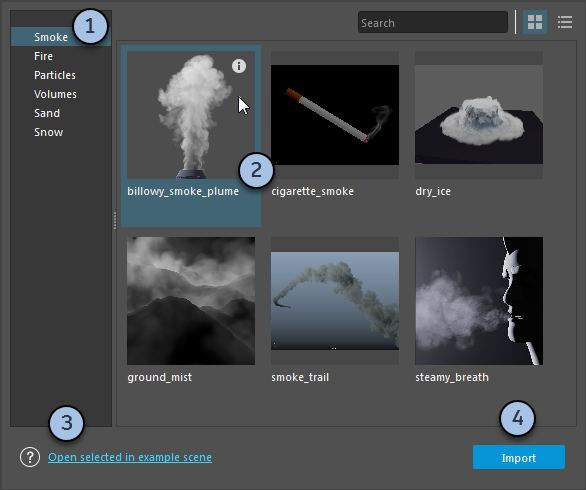 Search
1
Smoke
Fire
Particles
Volumes
Sand
Snow
i
2
billowy_smoke_plume
cigarette_smoke
dry_ice
ground_mist
smoke_trail
steamy_breath
3
4
? Open selected in example scene
Import